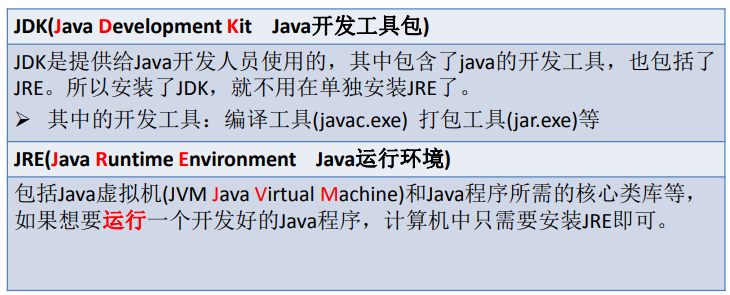 JDK(Java Development Kit Java开发工具包)
JDK是提供给Java开发人员使用的，其中包含了java的开发工具，也包括了
JRE。所以安装了JDK，就不用在单独安装JRE了。
➢ 其中的开发工具：编译工具(javac.exe) 打包工具(jar.exe)等
JRE(Java Runtime Environment Java运行环境)
包括Java虚拟机(JVM Java Virtual Machine)和Java程序所需的核心类库等，
如果想要运行一个开发好的Java程序，计算机中只需要安装JRE即可。